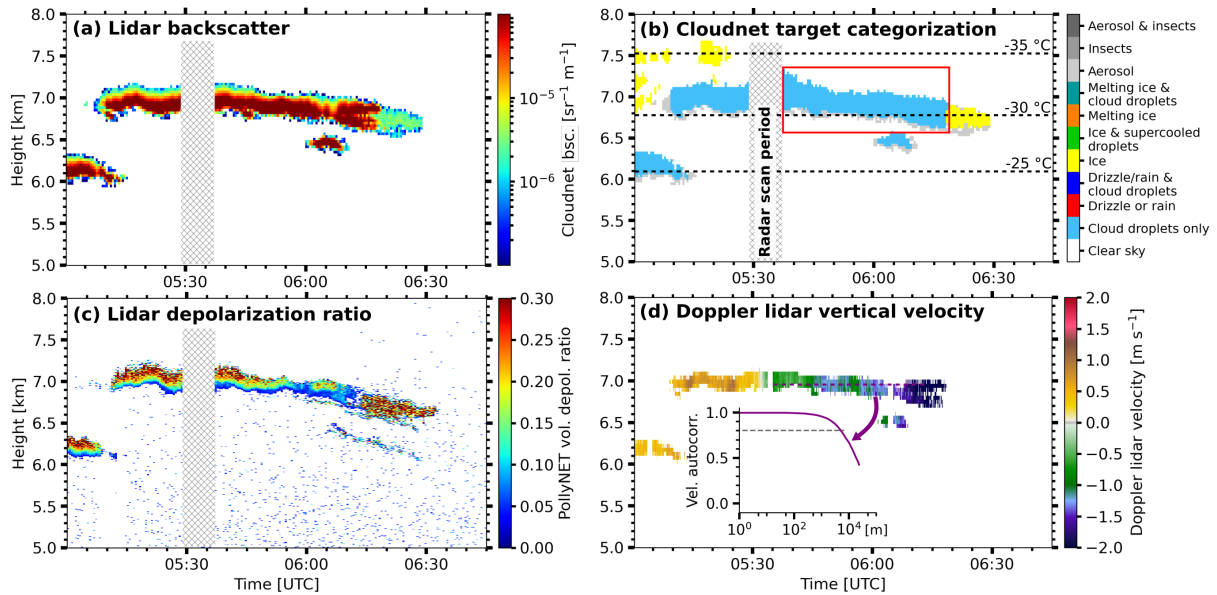 (a) Lidar backscatter
8.0
7.5
7.0
6.5
6.0
5.5
5.0
Height [km]
05:30
06:00
06:30
10⁻⁵
10⁻⁶
Cloudnet bsc. [sr⁻¹ m⁻¹]
(b) Cloudnet target categorization
8.0
7.5
7.0
6.5
6.0
5.5
5.0
-35 °C
-30 °C
-25 °C
Radar scan period
05:30
06:00
06:30
Aerosol & insects
Insects
Aerosol
Melting ice &
cloud droplets
Melting ice
Ice & supercooled
droplets
Ice
Drizzle/rain &
cloud droplets
Drizzle or rain
Cloud droplets only
Clear sky
(c) Lidar depolarization ratio
8.0
7.5
7.0
6.5
6.0
5.5
5.0
Height [km]
05:30
06:00
06:30
Time [UTC]
0.30
0.25
0.20
0.15
0.10
0.05
0.00
PollyNET vol. depol. ratio
(d) Doppler lidar vertical velocity
8.0
7.5
7.0
6.5
6.0
5.5
5.0
Vel. autocorr.
1.0
0.5
0.0
10⁰
10²
10⁴
[m]
05:30
06:00
06:30
Time [UTC]
2.0
1.5
1.0
0.5
0.0
−0.5
−1.0
−1.5
−2.0
Doppler lidar velocity [m s⁻¹]